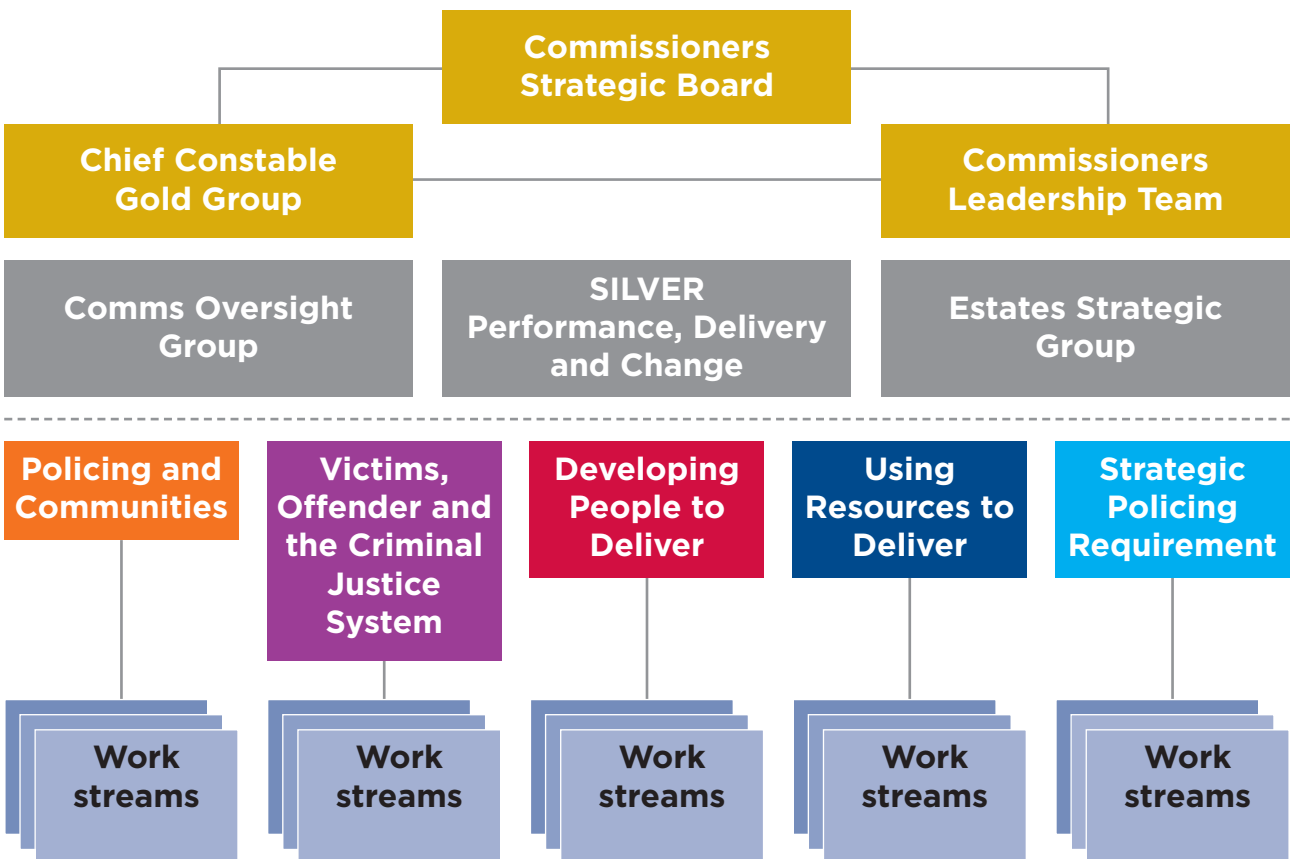 Commissioners
Strategic Board
Chief Constable
Gold Group
Commissioners
Leadership Team
Comms Oversight
Group
SILVER
Performance, Delivery
and Change
Estates Strategic
Group
Policing and
Communities
Victims,
Offender and
the Criminal
Justice
System
Developing
People to
Deliver
Using
Resources to
Deliver
Strategic
Policing
Requirement
Work
streams
Work
streams
Work
streams
Work
streams
Work
streams